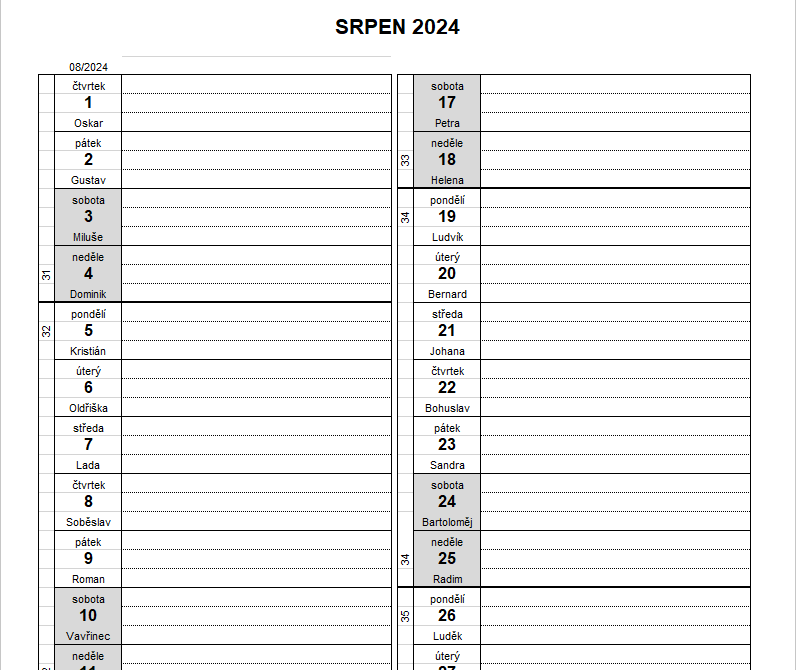 SRPEN 2024
08/2024
čtvrtek
1
Oskar
pátek
2
Gustav
sobota
3
Miluše
neděle
31
4
Dominik
pondělí
32
5
Kristián
úterý
6
Oldřiška
středa
7
Lada
čtvrtek
8
Soběslav
pátek
9
Roman
sobota
10
Vavřinec
neděle
11
sobota
17
Petra
neděle
33
18
Helena
pondělí
34
19
Ludvík
úterý
20
Bernard
středa
21
Johana
čtvrtek
22
Bohuslav
pátek
23
Sandra
sobota
24
Bartoloměj
neděle
34
25
Radim
pondělí
35
26
Luděk
úterý
27